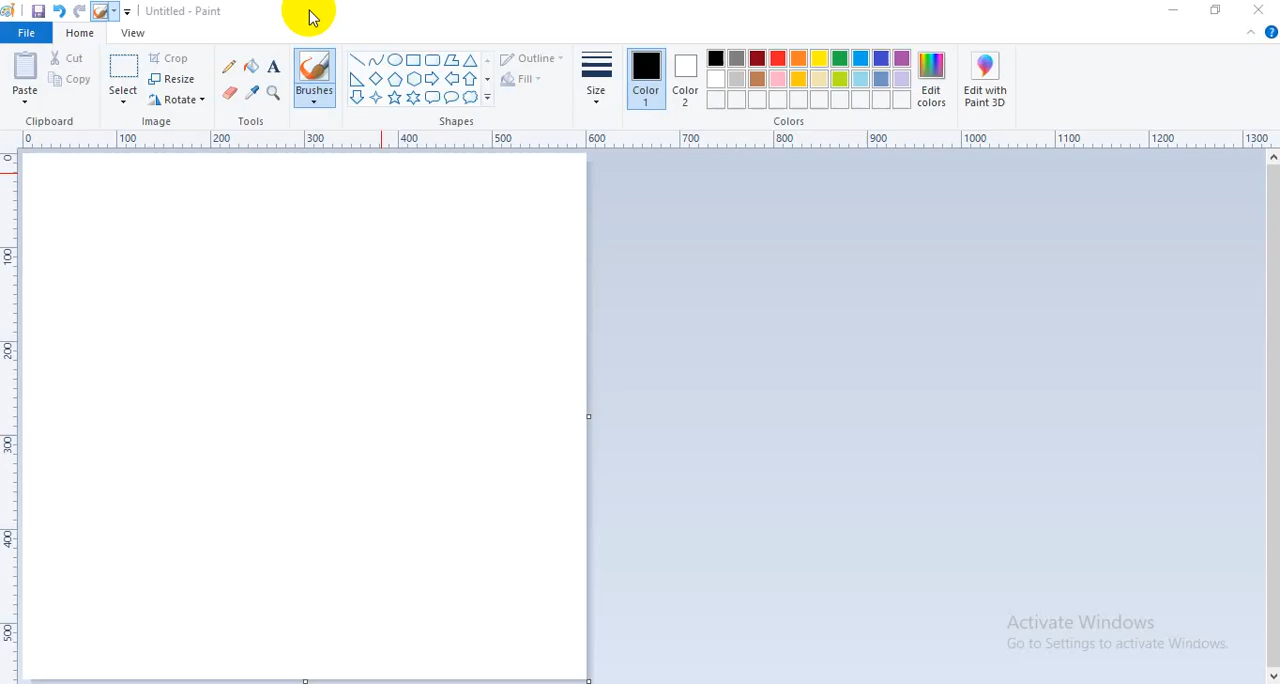 Untitled - Paint
File Home View
Paste Cut Copy Select Crop Resize Rotate A Brushes Outline Fill Size Color 1 Color 2 Edit colors Edit with Paint 3D
Clipboard Image Tools Shapes Colors
0 100 200 300 400 500 600 700 800 900 1000 1100 1200 1300
0
100
200
300
400
500
Activate Windows
Go to Settings to activate Windows.